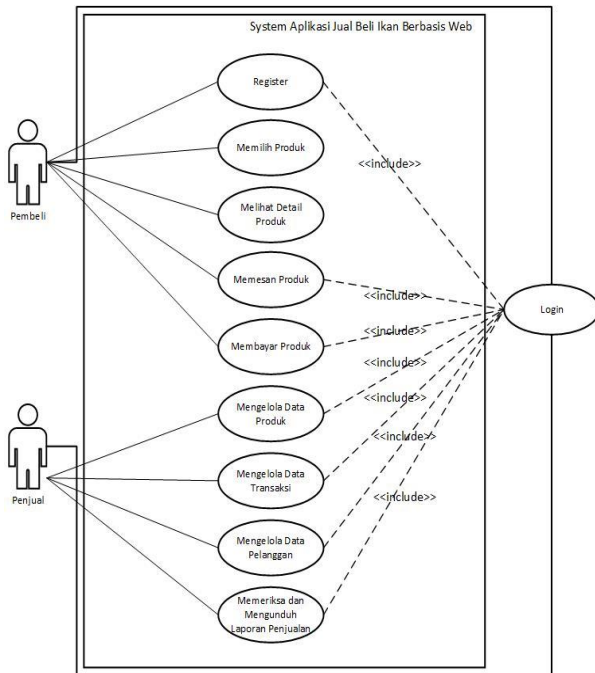 System Aplikasi Jual Beli Ikan Berbasis Web
Register
Memilih Produk
<<include>>
Pembeli
Melihat Detail
Produk
Memesan Produk
<<include>>
Login
Membayar Produk
<<include>>
<<include>>
Mengelola Data
Produk
<<include>>
<<include>>
Penjual
Mengelola Data
Transaksi
<<include>>
Mengelola Data
Pelanggan
Memeriksa dan
Mengunduh
Laporan Penjualan